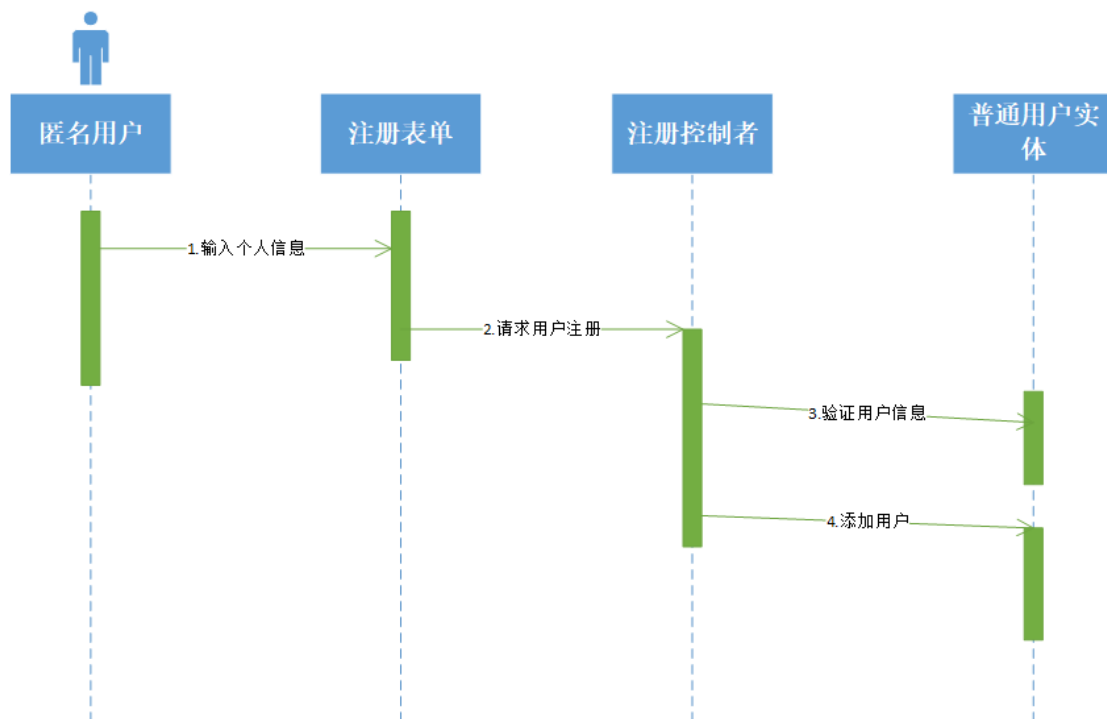 匿名用户
注册表单
注册控制者
普通用户实
体
1.输入个人信息
2.请求用户注册
3.验证用户信息
4.添加用户